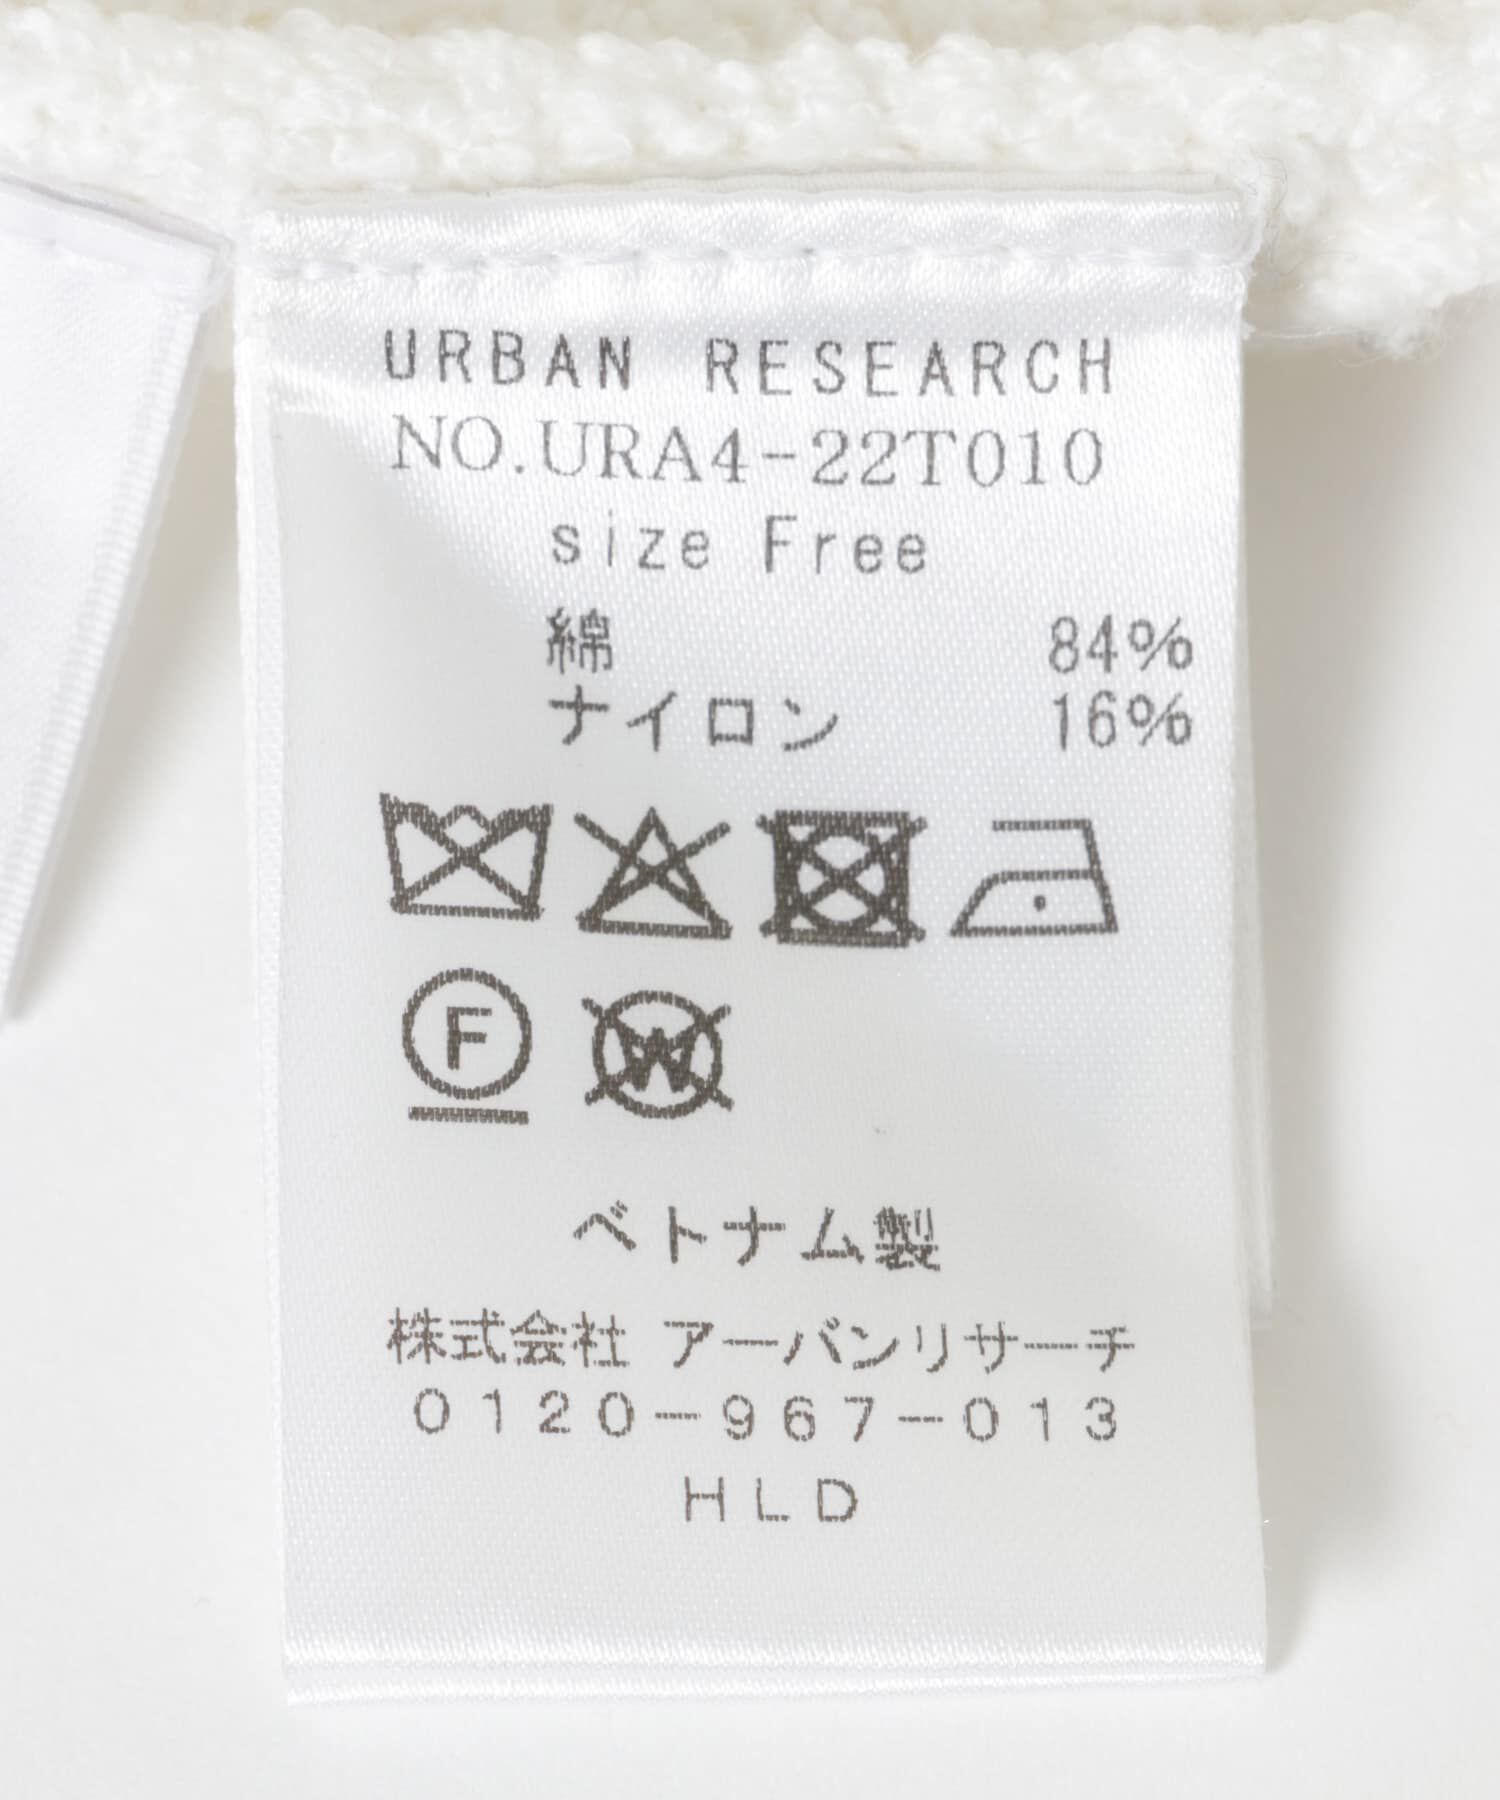 URBAN RESEARCH
NO.URA4-22T010
size Free
綿 84%
ナイロン 16%
F W
ベトナム製
株式会社 アーバンリサーチ
0120-967-013
HLD